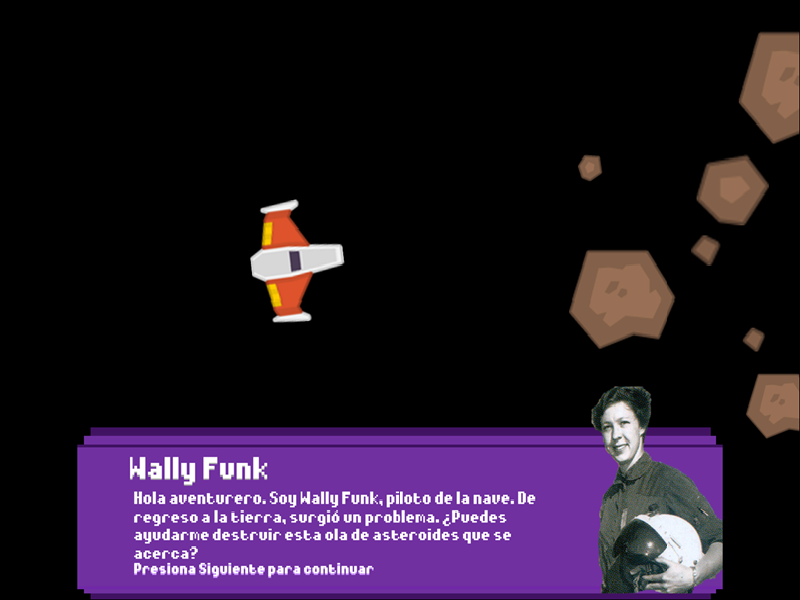 Wally Funk
Hola aventurero. Soy Wally Funk, piloto de la nave. De
regreso a la tierra, surgió un problema. ¿Puedes
ayudarme destruir esta ola de asteroides que se
acerca?
Presiona Siguiente para continuar